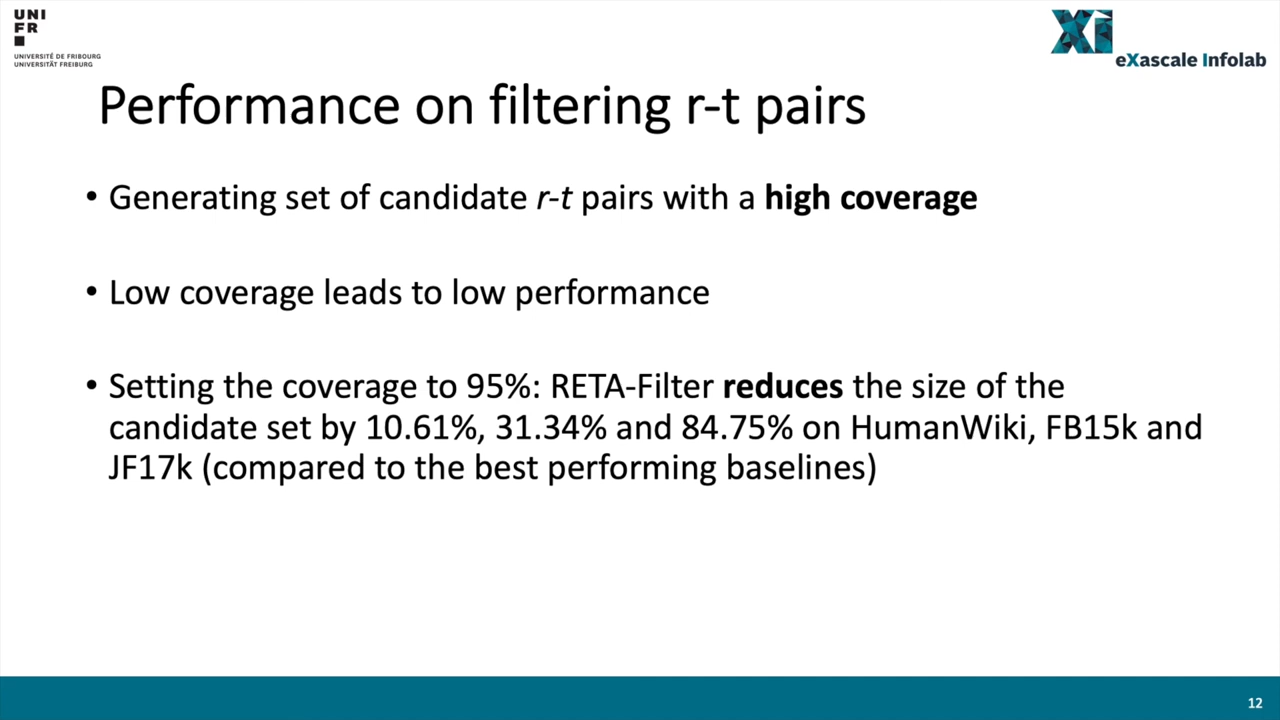 UNI
FR
UNIVERSITÉ DE FRIBOURG
UNIVERSITÄT FREIBURG
Xi
eXascale Infolab
Performance on filtering r-t pairs
• Generating set of candidate r-t pairs with a high coverage
• Low coverage leads to low performance
• Setting the coverage to 95%: RETA-Filter reduces the size of the
candidate set by 10.61%, 31.34% and 84.75% on HumanWiki, FB15k and
JF17k (compared to the best performing baselines)
12